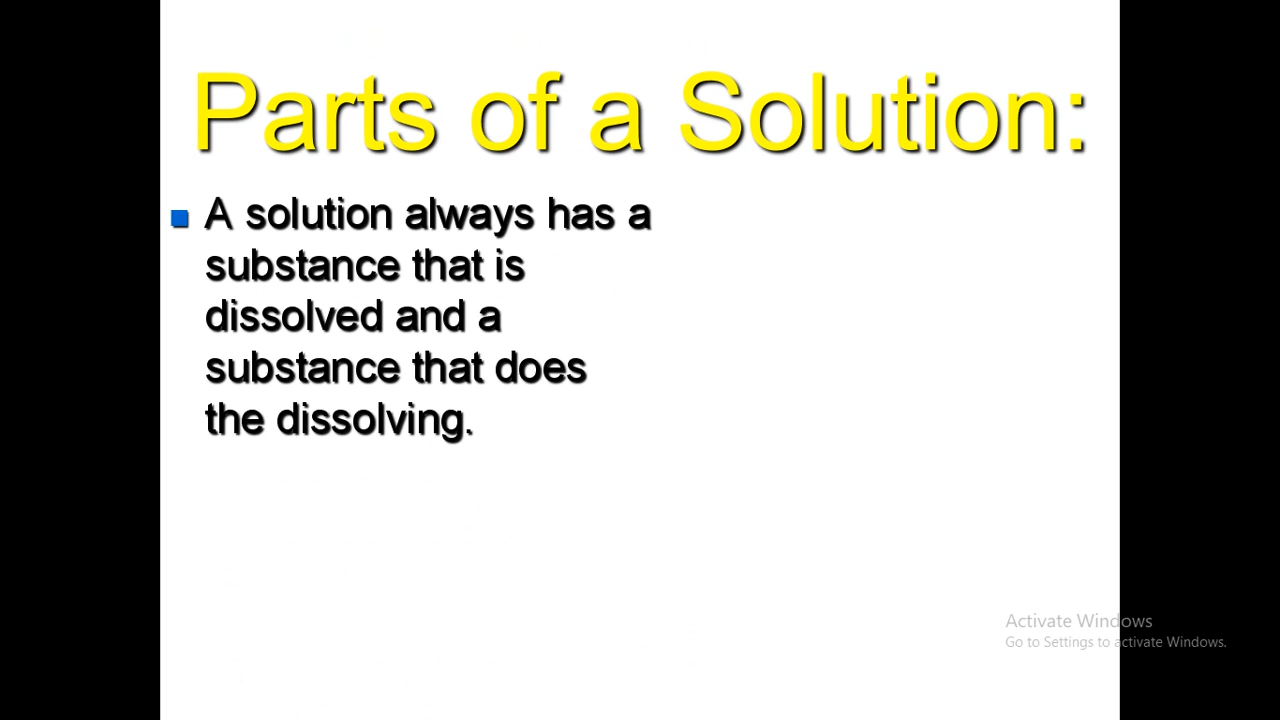 Parts of a Solution:
A solution always has a
substance that is
dissolved and a
substance that does
the dissolving.
Activate Windows
Go to Settings to activate Windows.